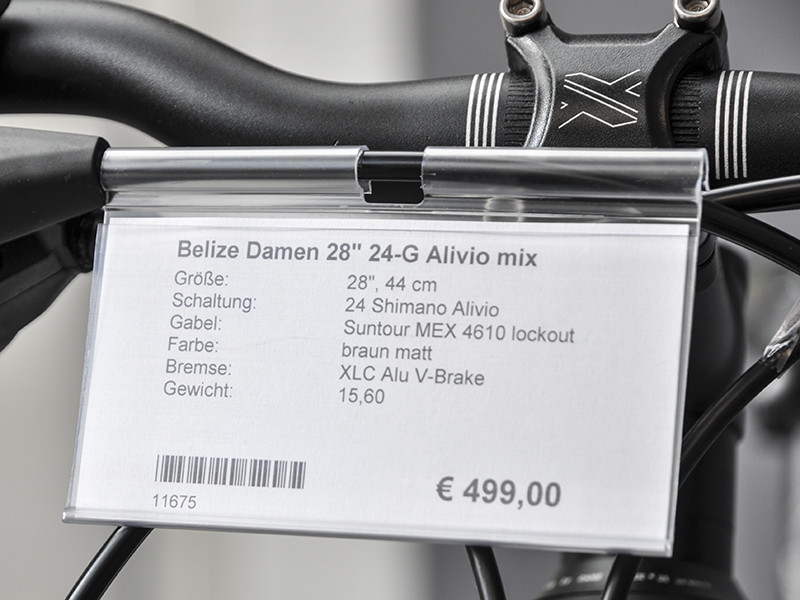 Belize Damen 28" 24-G Alivio mix
Größe: 28", 44 cm
Schaltung: 24 Shimano Alivio
Gabel: Suntour MEX 4610 lockout
Farbe: braun matt
Bremse: XLC Alu V-Brake
Gewicht: 15,60
11675
€ 499,00